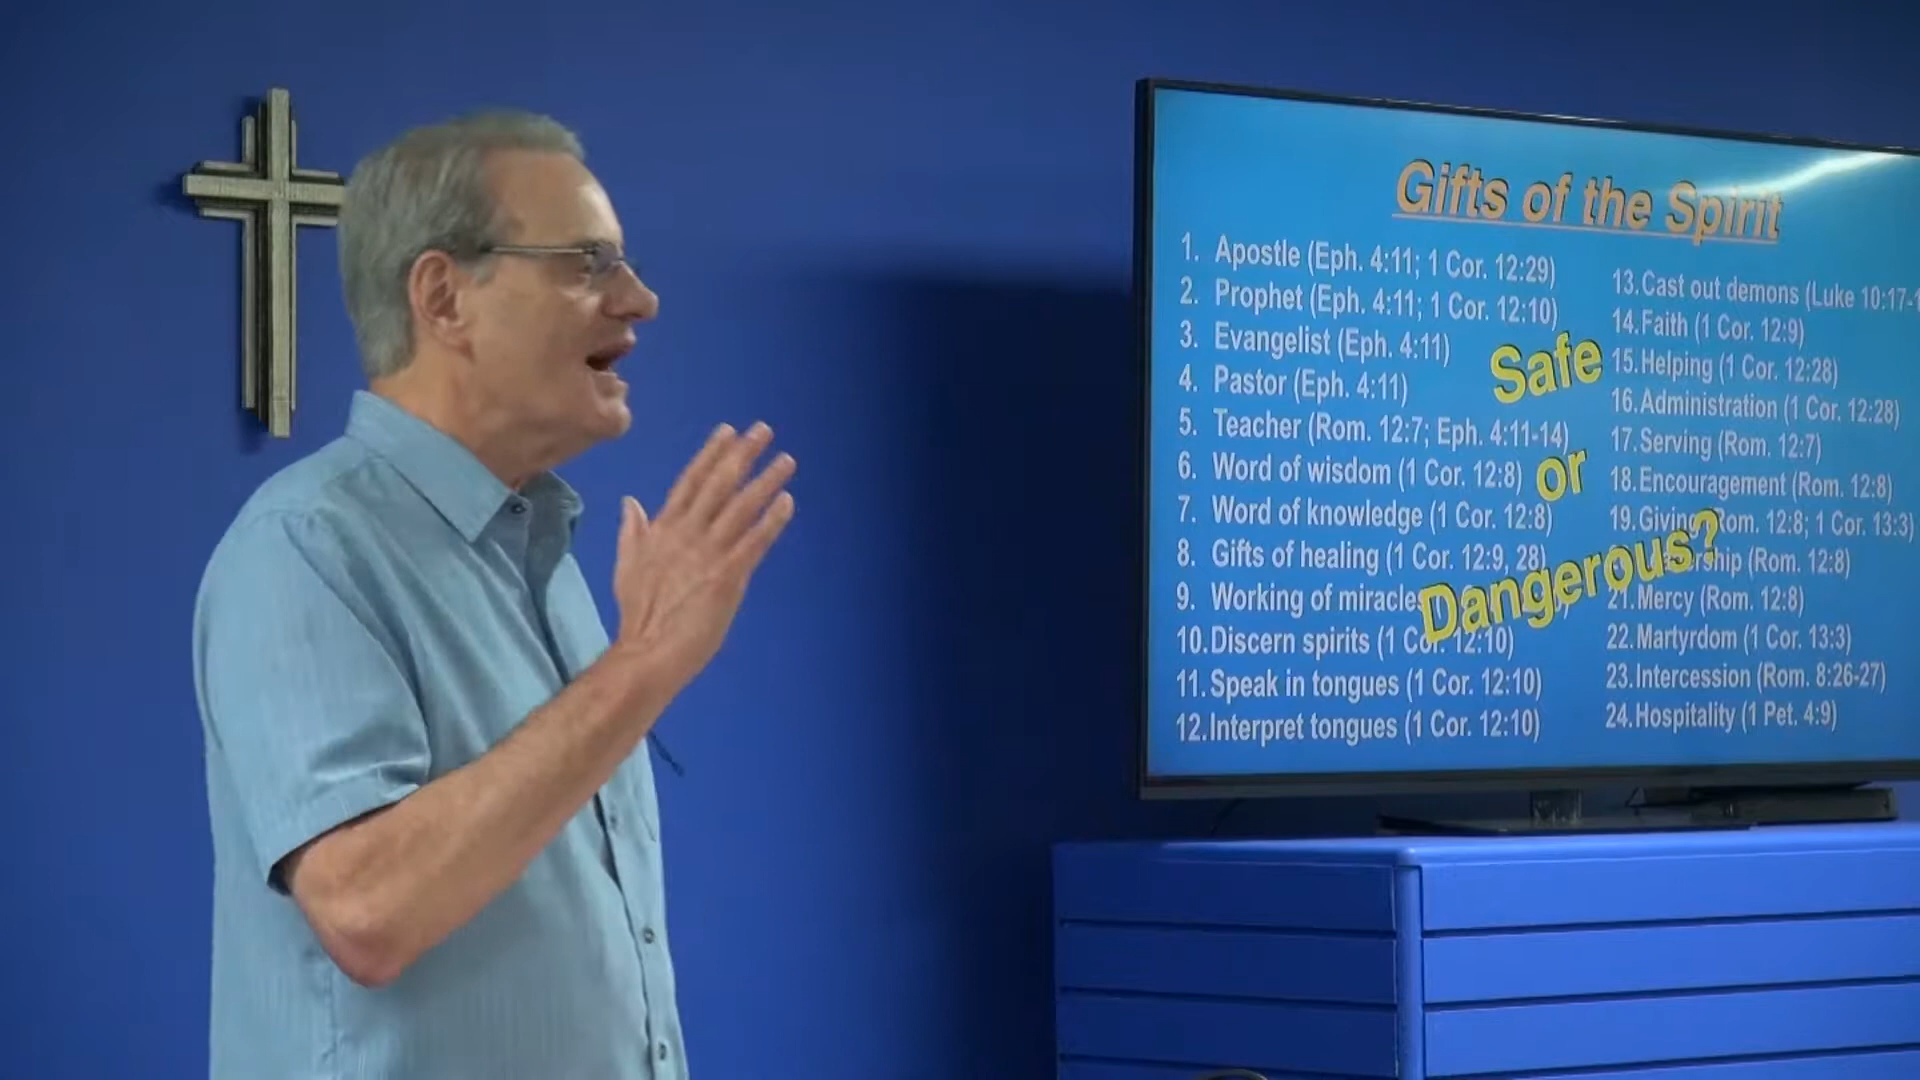 Gifts of the Spirit
1. Apostle (Eph. 4:11; 1 Cor. 12:29)
2. Prophet (Eph. 4:11; 1 Cor. 12:10)
3. Evangelist (Eph. 4:11)
4. Pastor (Eph. 4:11)
5. Teacher (Rom. 12:7; Eph. 4:11-14)
6. Word of wisdom (1 Cor. 12:8)
7. Word of knowledge (1 Cor. 12:8)
8. Gifts of healing (1 Cor. 12:9, 28)
9. Working of miracles
10. Discern spirits (1 Cor. 12:10)
11. Speak in tongues (1 Cor. 12:10)
12. Interpret tongues (1 Cor. 12:10)
13. Cast out demons (Luke 10:17-
14. Faith (1 Cor. 12:9)
15. Helping (1 Cor. 12:28)
16. Administration (1 Cor. 12:28)
17. Serving (Rom. 12:7)
18. Encouragement (Rom. 12:8)
19. Giving (Rom. 12:8; 1 Cor. 13:3)
(Rom. 12:8)
21. Mercy (Rom. 12:8)
22. Martyrdom (1 Cor. 13:3)
23. Intercession (Rom. 8:26-27)
24. Hospitality (1 Pet. 4:9)
Safe
or
Dangerous?